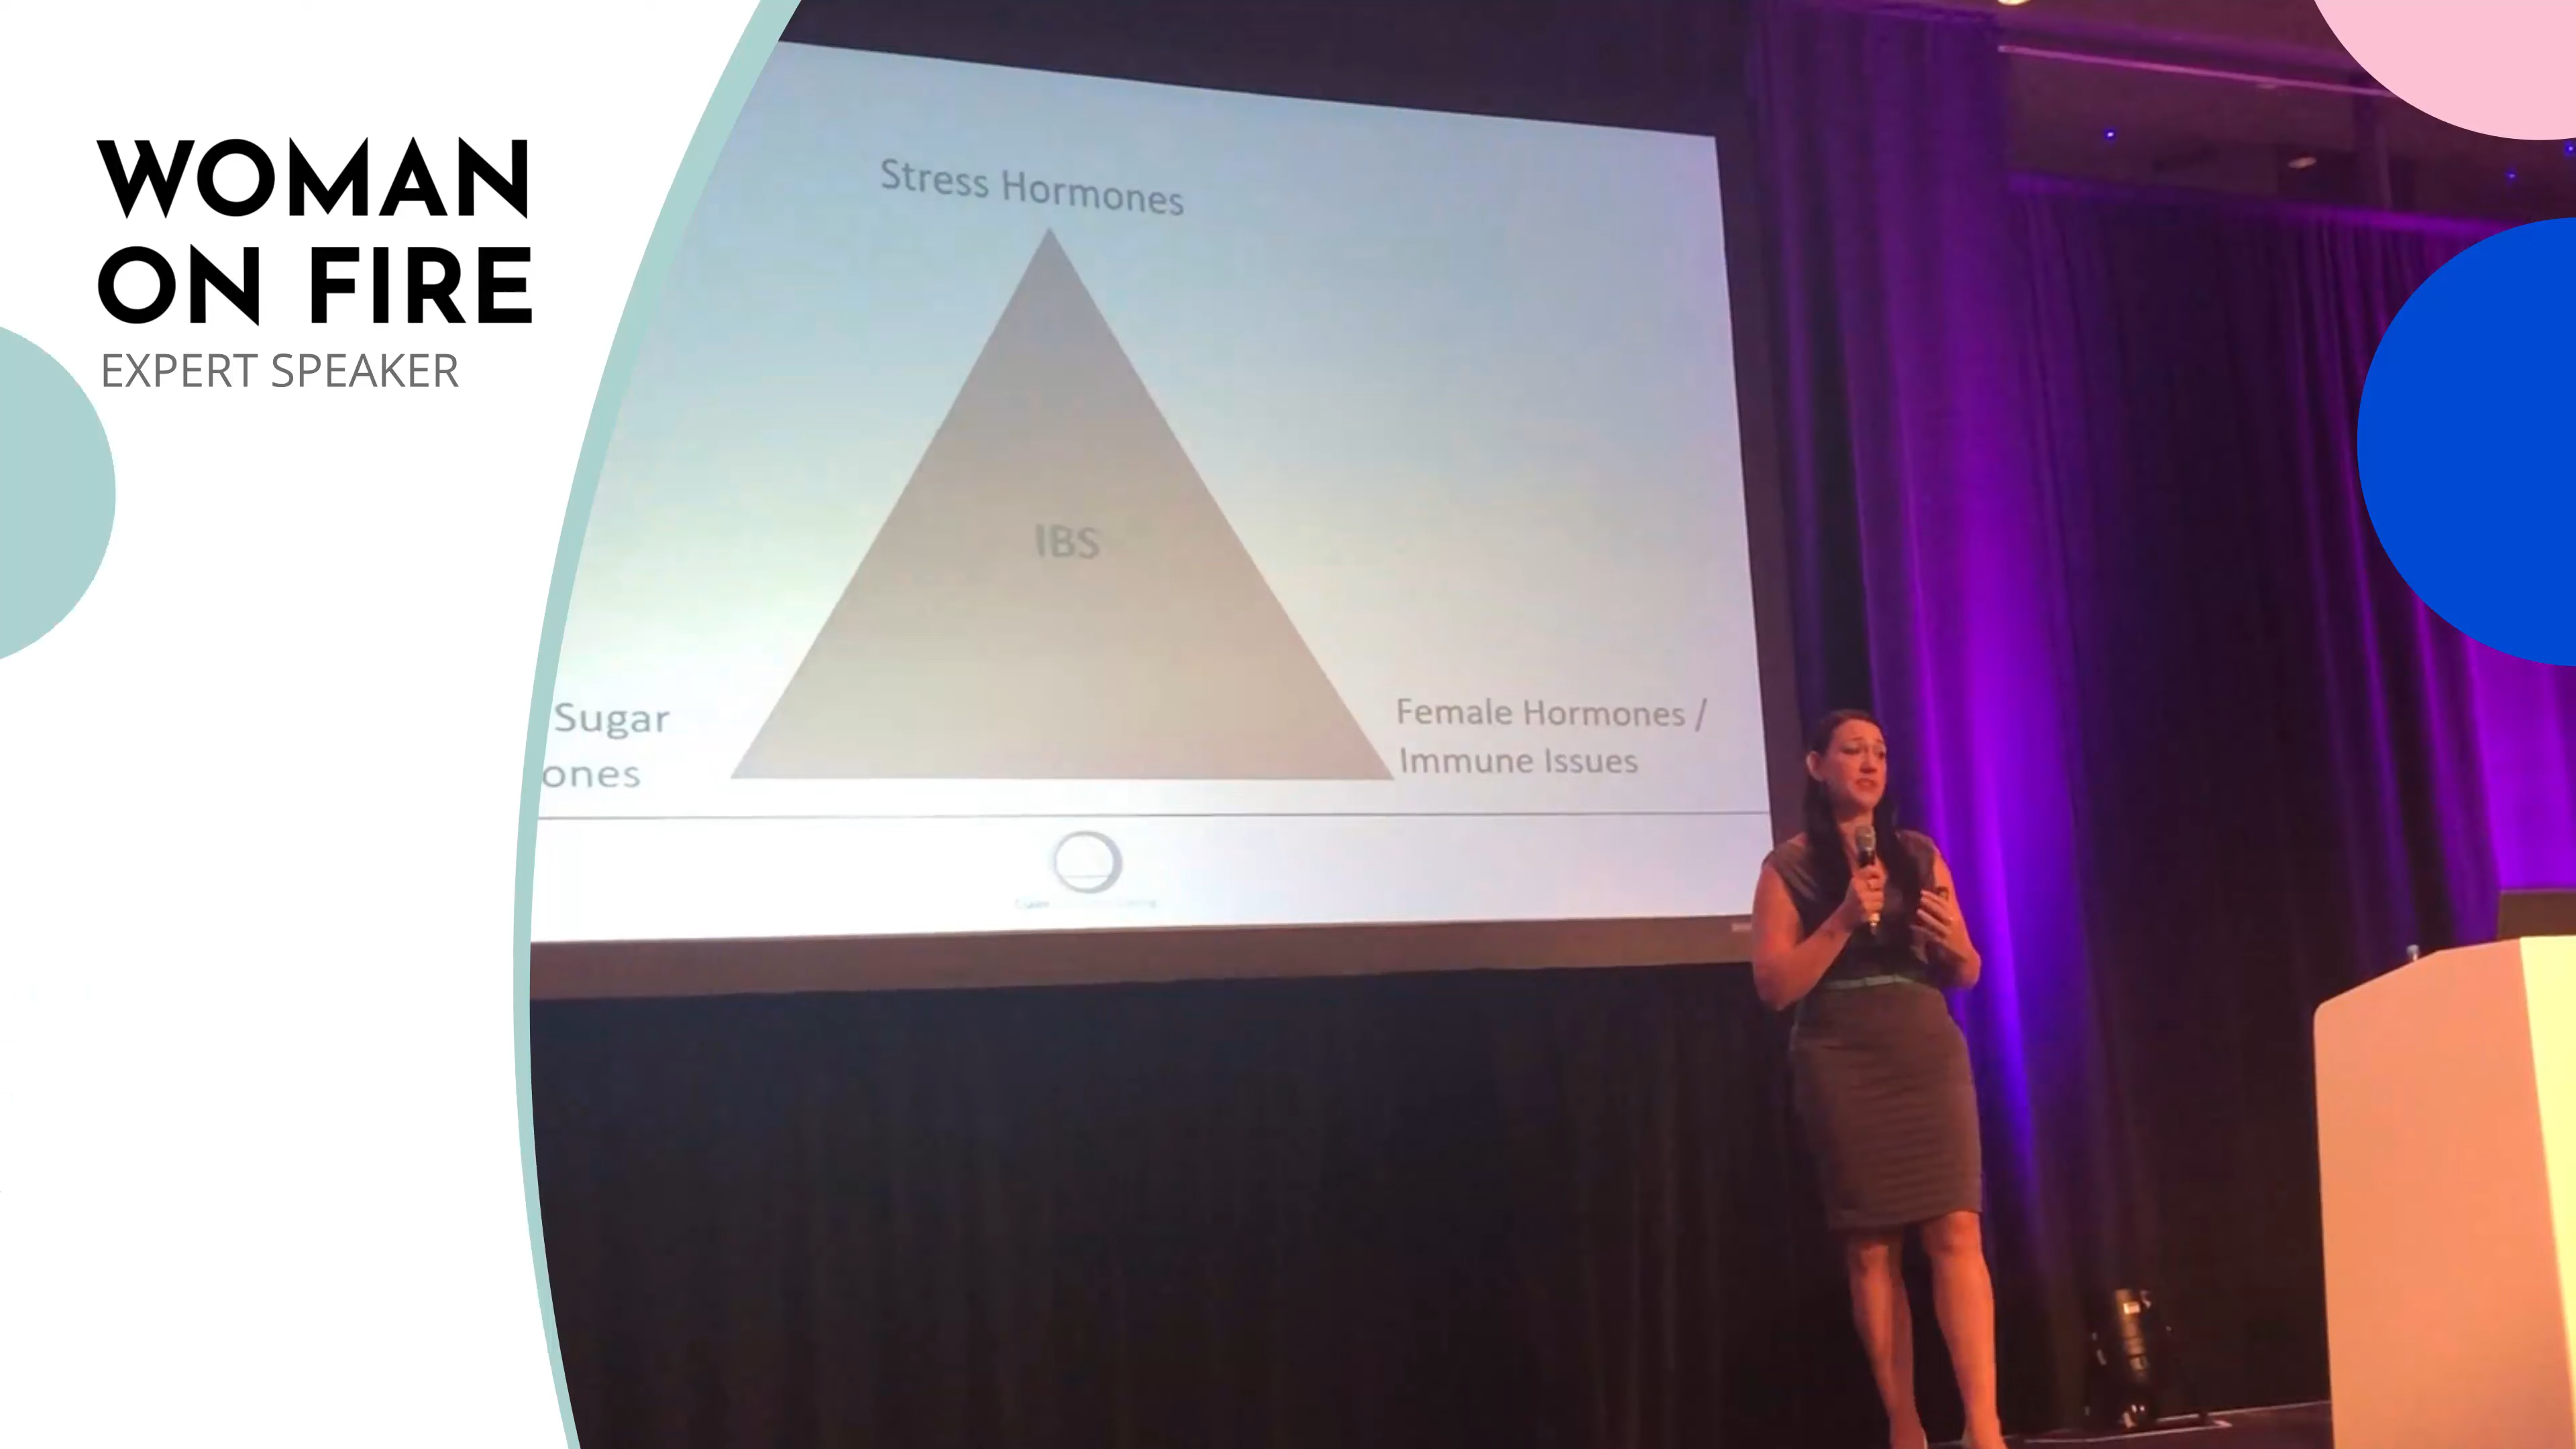 WOMAN
ON FIRE
EXPERT SPEAKER
Stress Hormones
IBS
Sugar
ones
Female Hormones /
Immune Issues